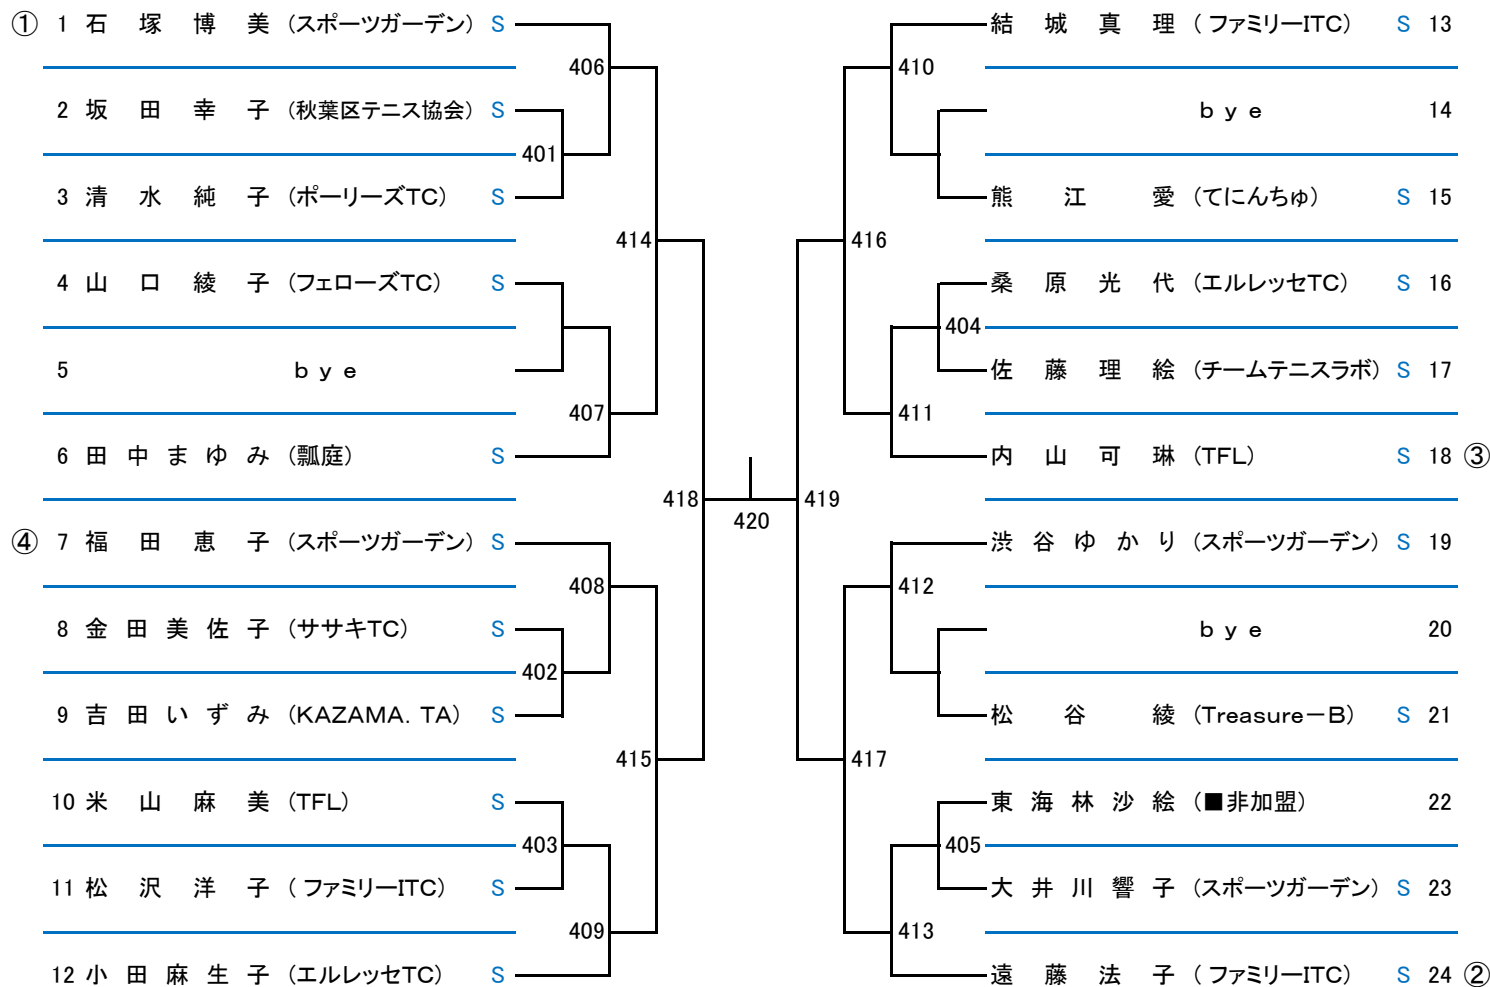 ① 1 石塚博美 (スポーツガーデン) S
406
2 坂田幸子 (秋葉区テニス協会) S
401
3 清水純子 (ポーリーズTC) S
414
4 山口綾子 (フェローズTC) S
5 bye
407
6 田中まゆみ (瓢庭) S
418
④ 7 福田恵子 (スポーツガーデン) S
408
8 金田美佐子 (ササキTC) S
402
9 吉田いずみ (KAZAMA.TA) S
415
10 米山麻美 (TFL) S
403
11 松沢洋子 (ファミリーITC) S
409
12 小田麻生子 (エルレッセTC) S
420
結城真理 (ファミリーITC) S 13
410
bye 14
熊江愛 (てにんちゅ) S 15
416
桑原光代 (エルレッセTC) S 16
404
佐藤理絵 (チームテニスラボ) S 17
411
内山可琳 (TFL) S 18 ③
419
渋谷ゆかり (スポーツガーデン) S 19
412
bye 20
松谷綾 (Treasure－B) S 21
417
東海林沙絵 (■非加盟) 22
405
大井川響子 (スポーツガーデン) S 23
413
遠藤法子 (ファミリーITC) S 24 ②